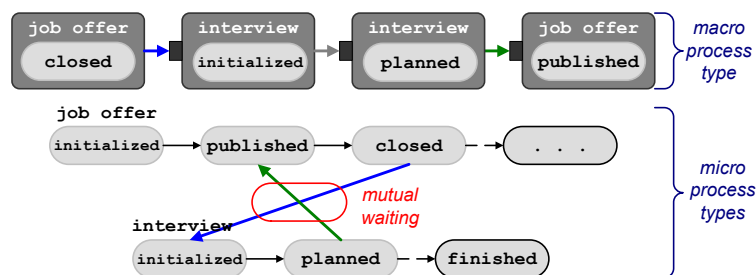 job offer
closed
interview
initialized
interview
planned
job offer
published
macro
process
type
job offer
initialized
published
closed
. . .
mutual
waiting
interview
initialized
planned
finished
micro
process
types